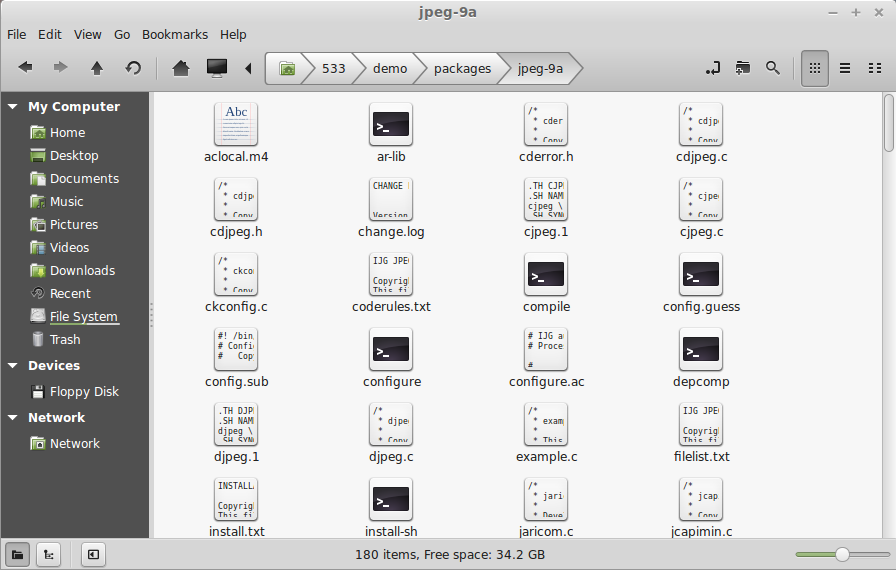 jpeg-9a
File Edit View Go Bookmarks Help
533 demo packages jpeg-9a
My Computer
Home
Desktop
Documents
Music
Pictures
Videos
Downloads
Recent
File System
Trash
Devices
Floppy Disk
Network
Network
Abc
aclocal.m4 ar-lib cderror.h cdjpeg.c
cdjpeg.h change.log cjpeg.1 cjpeg.c
ckconfig.c coderules.txt compile config.guess
config.sub configure configure.ac depcomp
djpeg.1 djpeg.c example.c filelist.txt
install.txt install-sh jaricom.c jcapimin.c
180 items, Free space: 34.2 GB